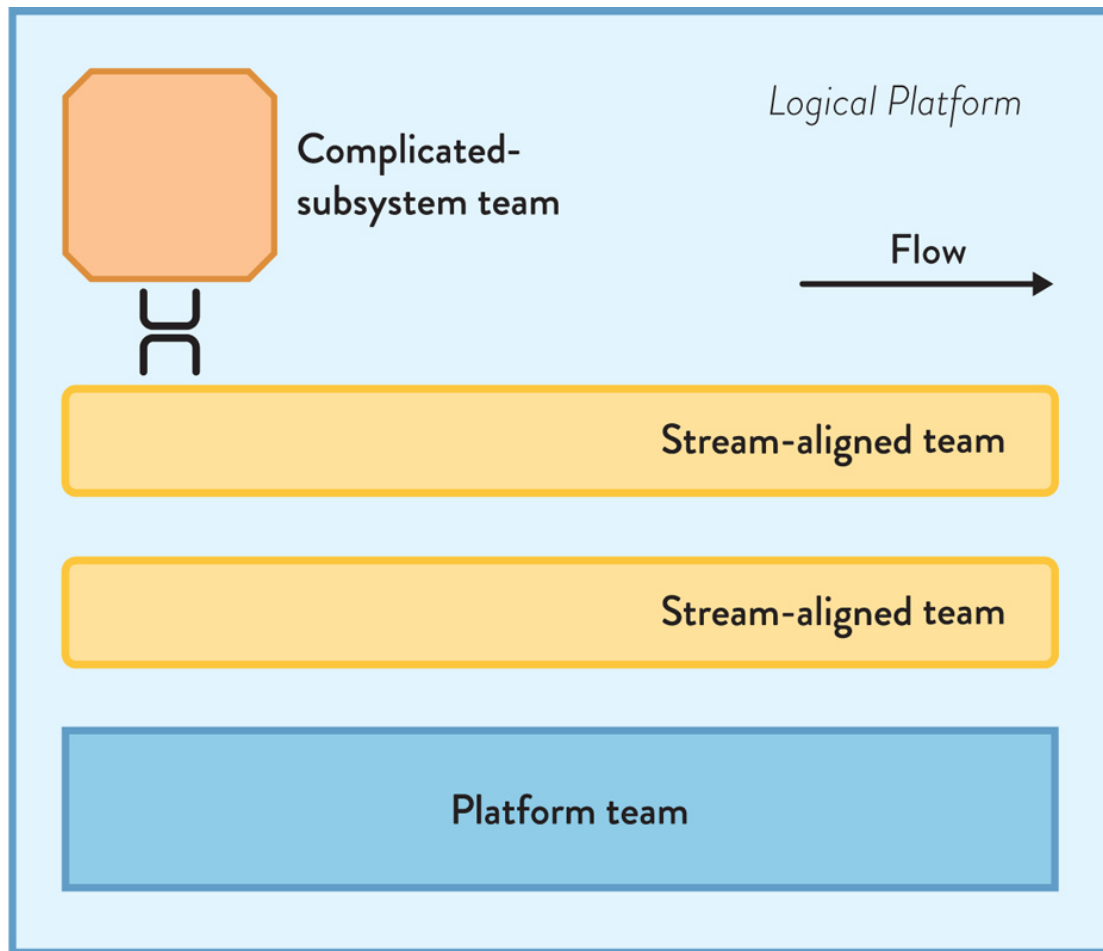 Logical Platform
Complicated-
subsystem team
Flow
Stream-aligned team
Stream-aligned team
Platform team